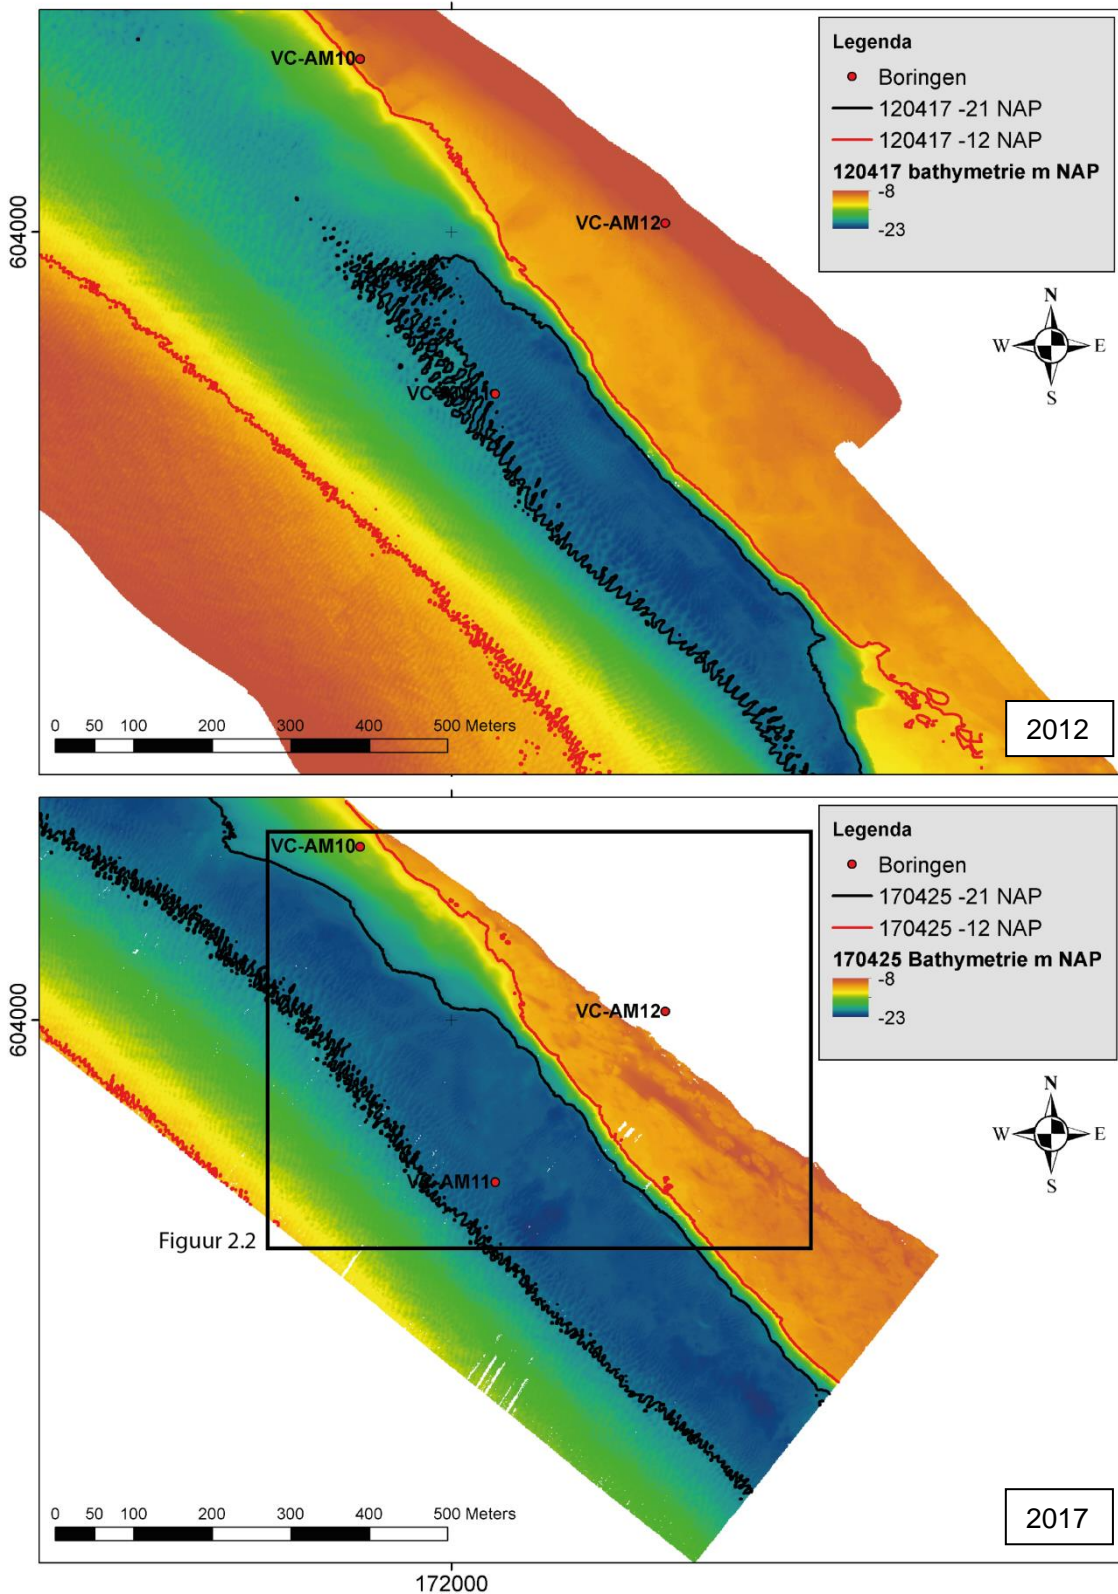 VC-AM10
VC-AM12
VC-AM11
604000
0 50 100 200 300 400 500 Meters
Legenda
Boringen
120417 -21 NAP
120417 -12 NAP
120417 bathymetrie m NAP
-8
-23
N
W E
S
2012
VC-AM10
VC-AM12
VC-AM11
604000
Figuur 2.2
0 50 100 200 300 400 500 Meters
Legenda
Boringen
170425 -21 NAP
170425 -12 NAP
170425 Bathymetrie m NAP
-8
-23
N
W E
S
2017
172000